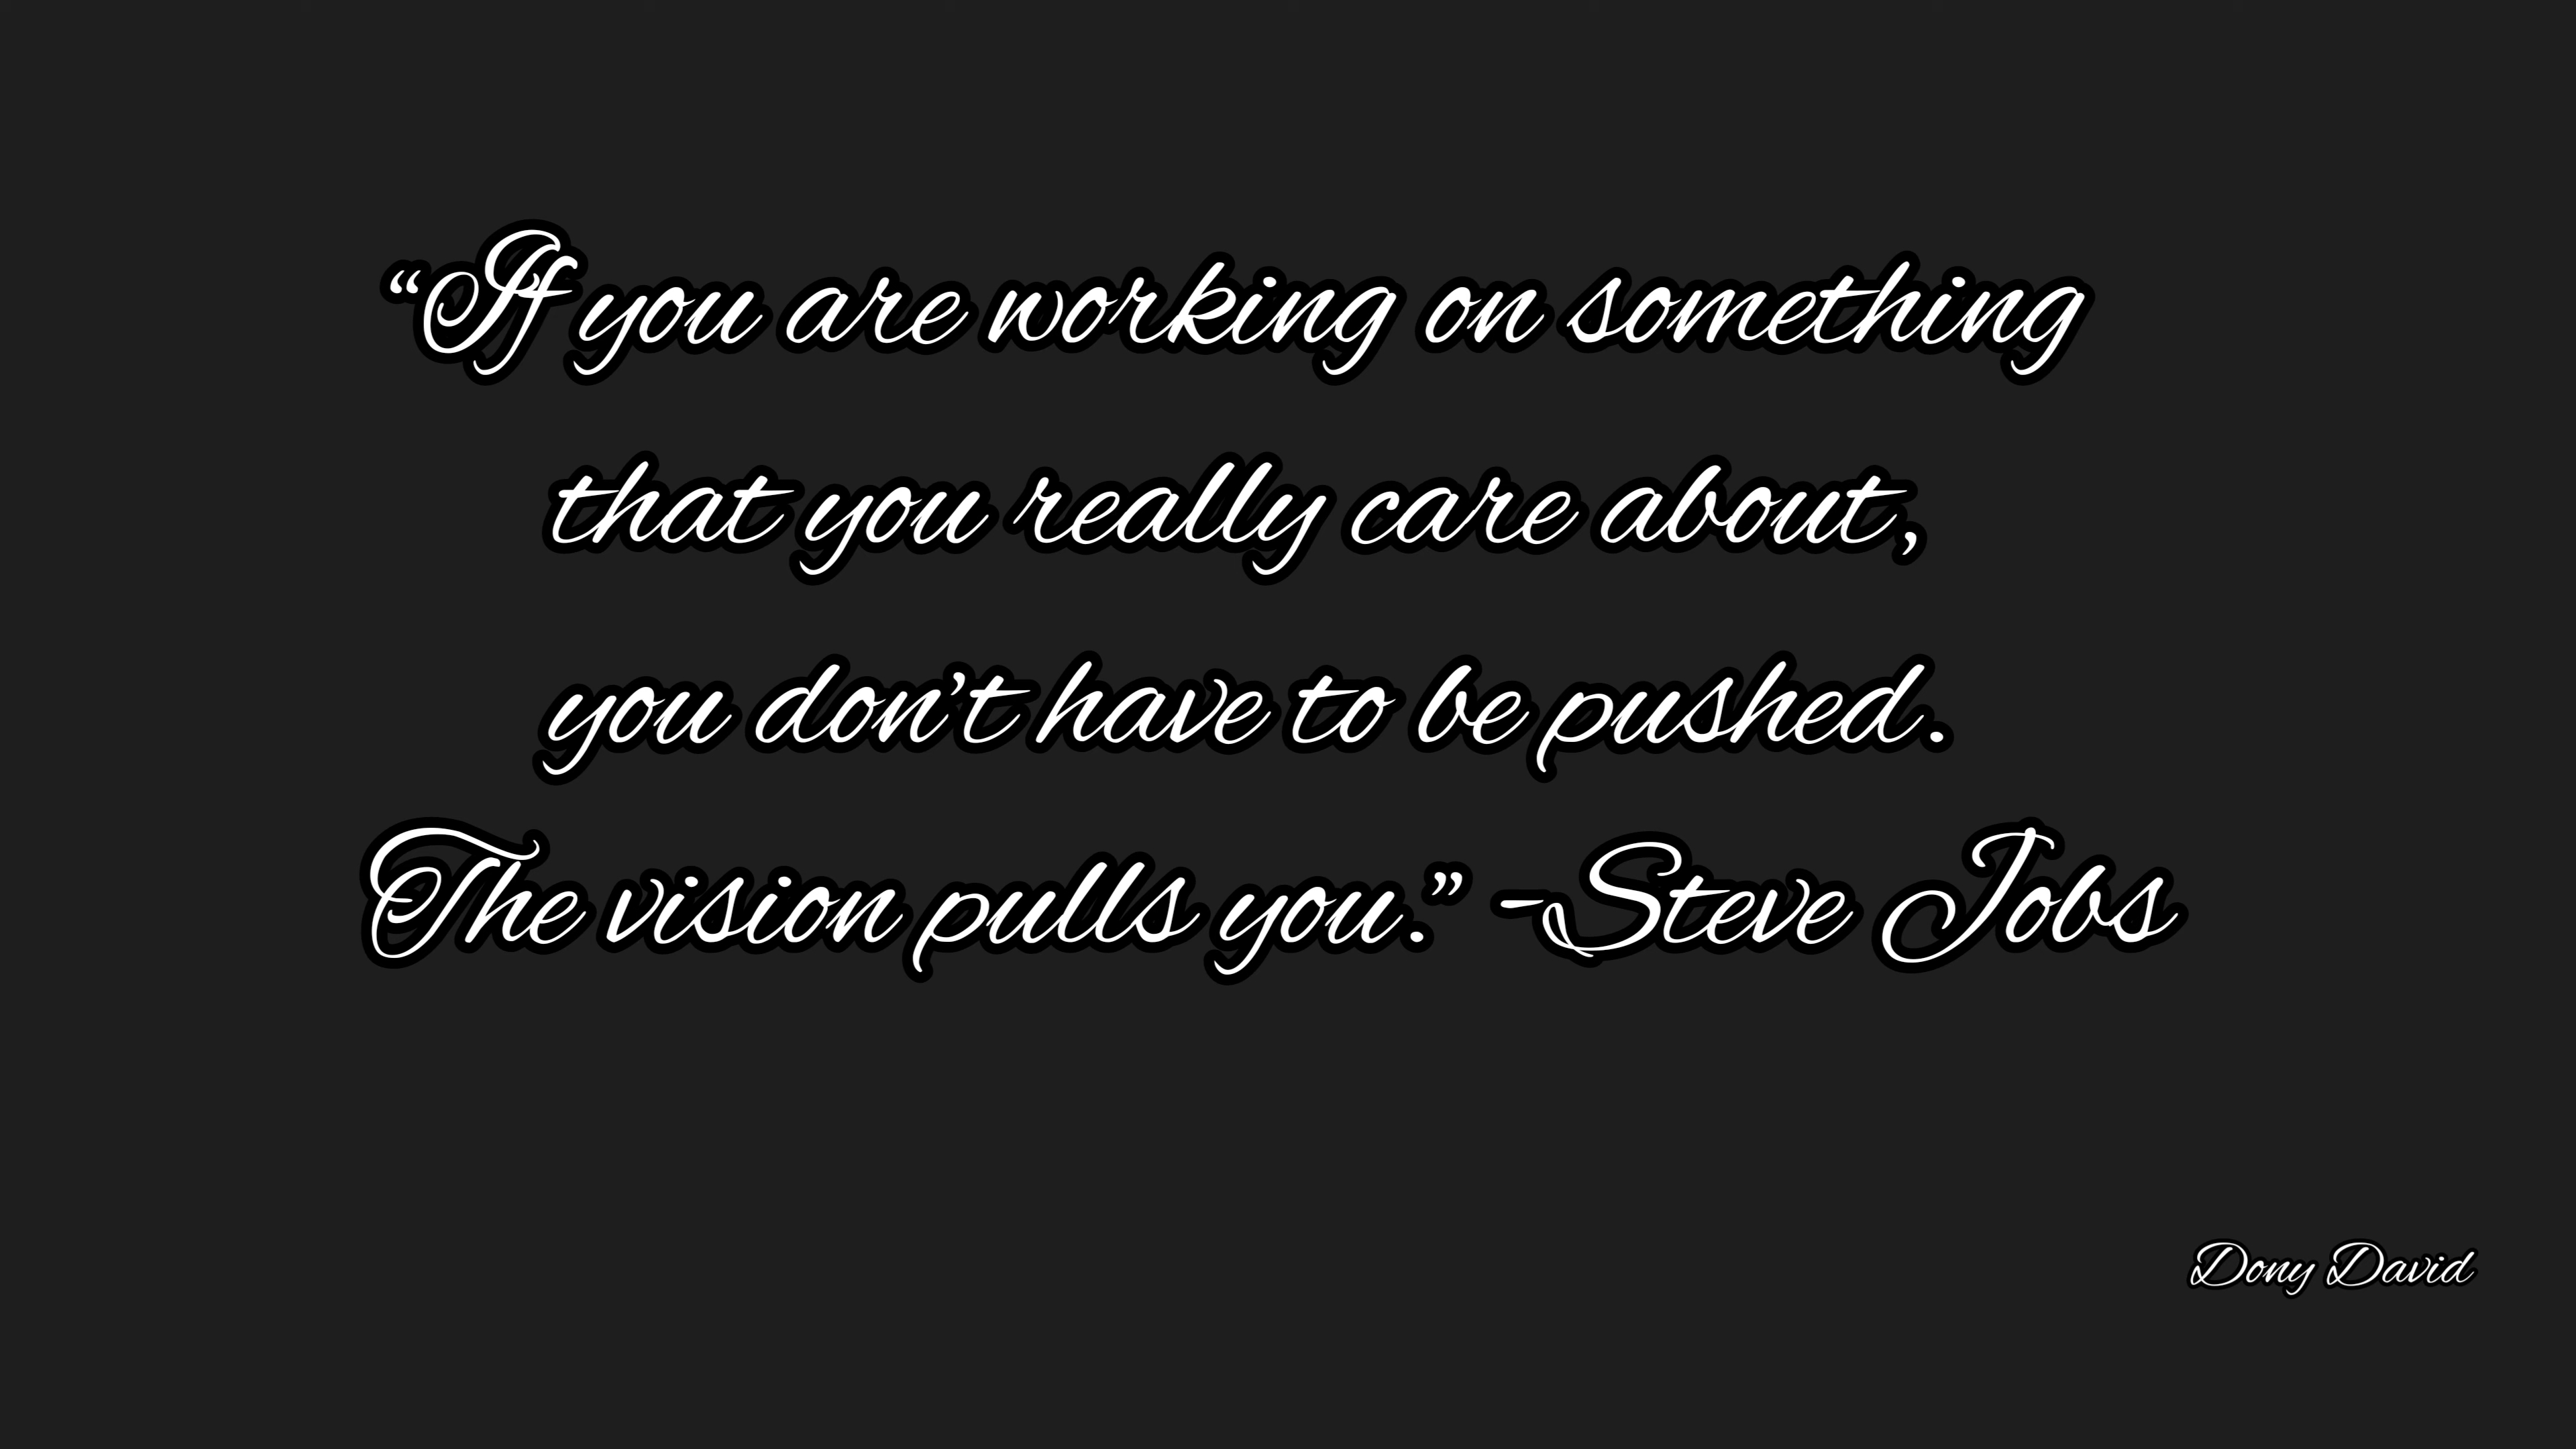 “If you are working on something
that you really care about,
you don’t have to be pushed.
The vision pulls you.” -Steve Jobs
Dony David